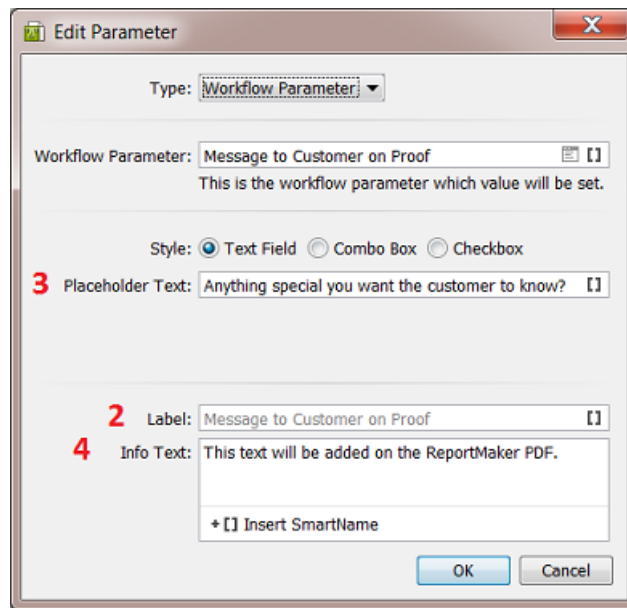 Edit Parameter
Type: Workflow Parameter
Workflow Parameter: Message to Customer on Proof
This is the workflow parameter which value will be set.
Style: Text Field Combo Box Checkbox
3 Placeholder Text: Anything special you want the customer to know? []
2 Label: Message to Customer on Proof []
4 Info Text: This text will be added on the ReportMaker PDF.
+[] Insert SmartName
OK Cancel